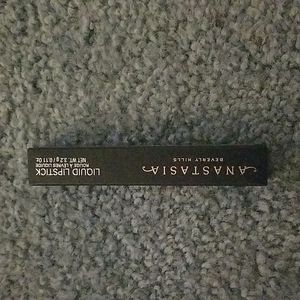 ANASTASIA
BEVERLY HILLS
LIQUID LIPSTICK
ROUGE À LÈVRES LIQUIDE
NET WT. 3.2 g / 0.11 Oz